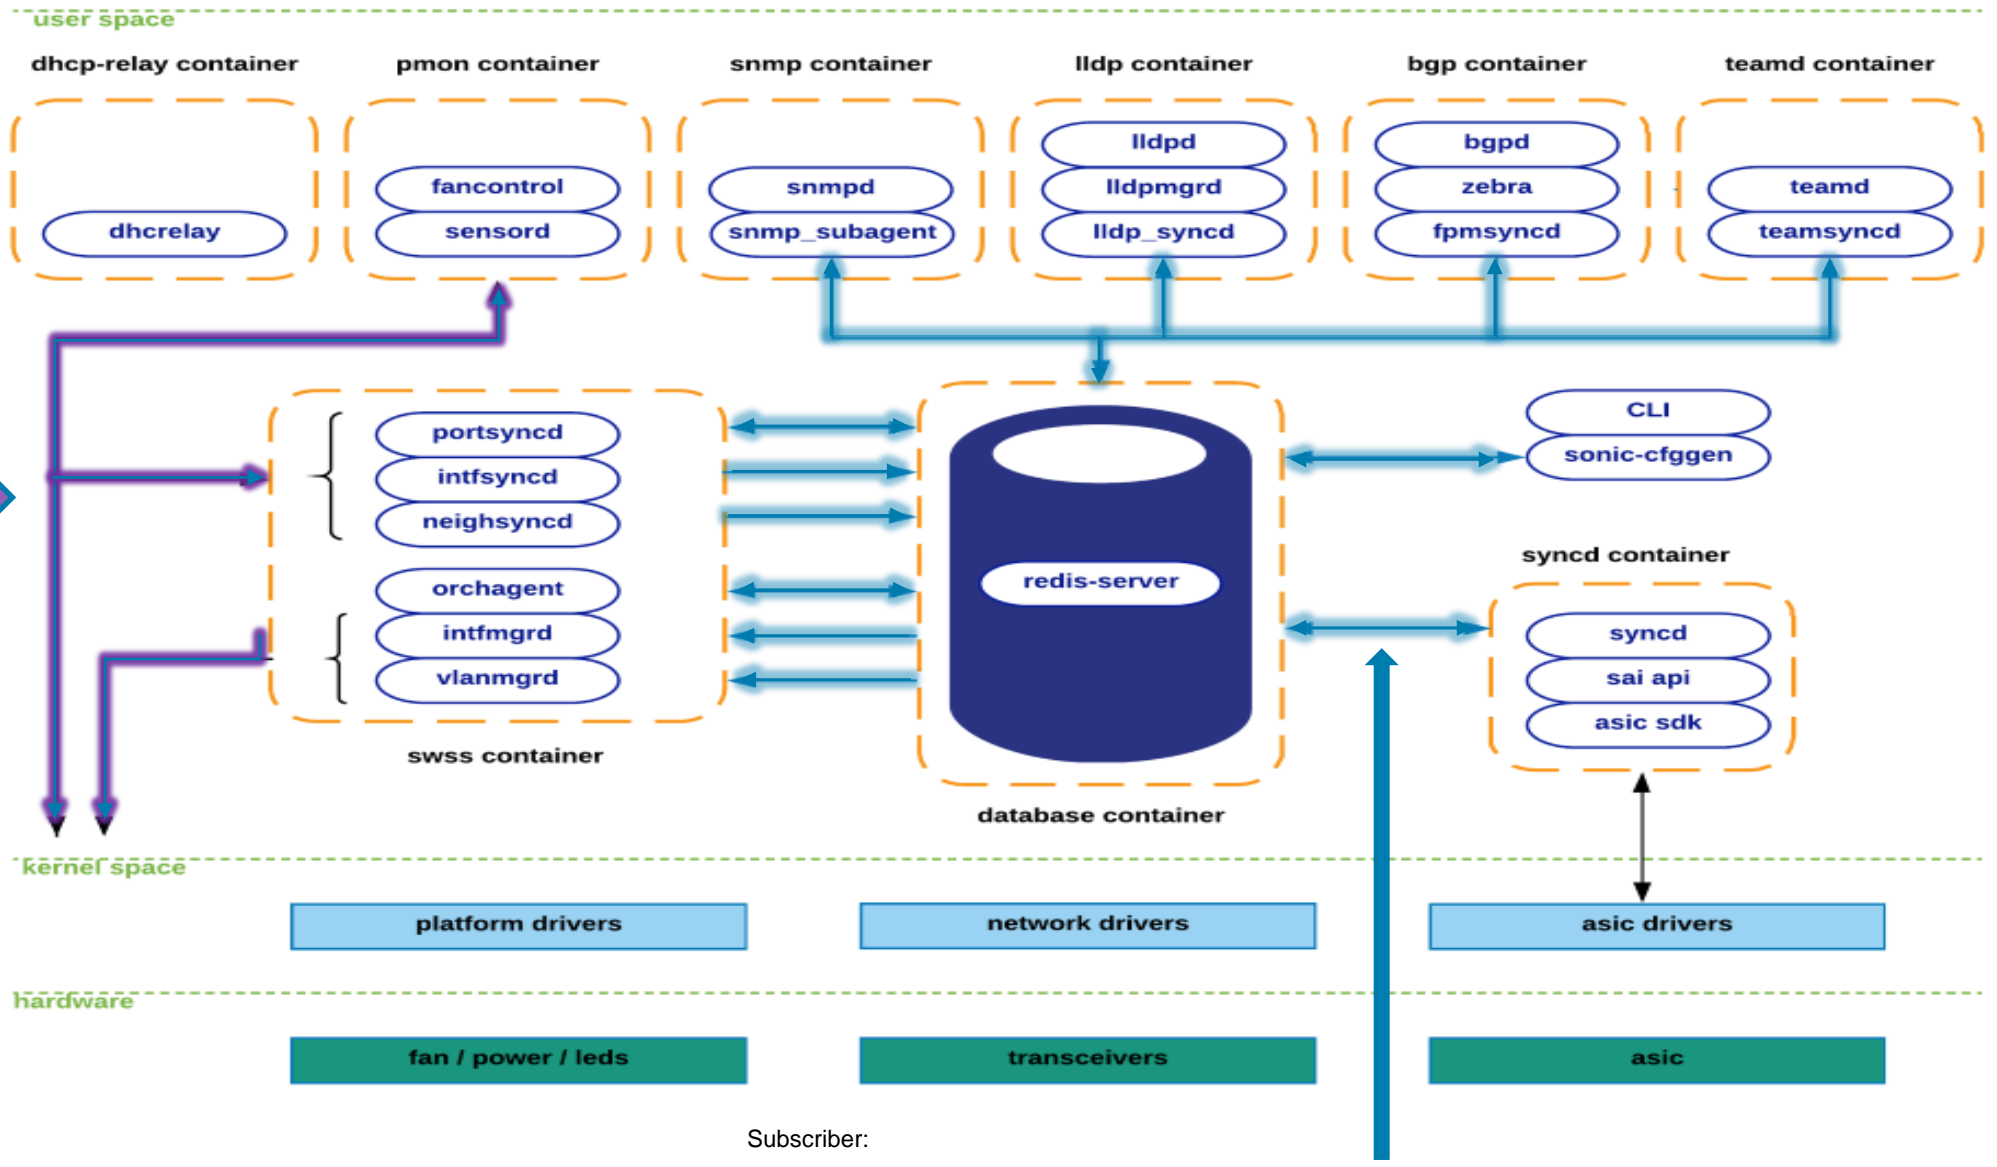 user space
dhcp-relay container
pmon container
snmp container
lldp container
bgp container
teamd container
dhcrelay
fancontrol
sensord
snmpd
snmp_subagent
lldpd
lldpmgrd
lldp_syncd
bgpd
zebra
fpmsyncd
teamd
teamsyncd
portsyncd
intfsyncd
neighsyncd
orchagent
intfmgrd
vlanmgrd
swss container
redis-server
database container
CLI
sonic-cfggen
syncd container
syncd
sai api
asic sdk
kernel space
platform drivers
network drivers
asic drivers
hardware
fan / power / leds
transceivers
asic
Subscriber: